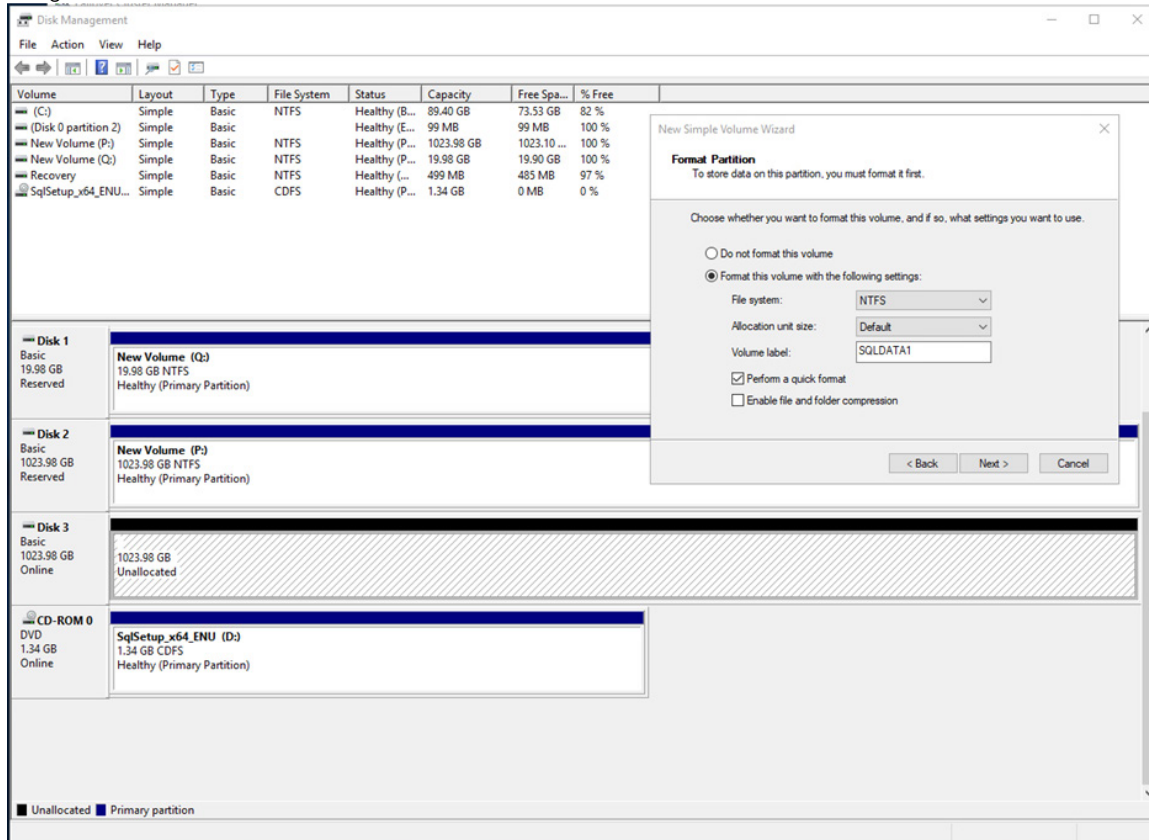 Disk Management
File Action View Help
Volume Layout Type File System Status Capacity Free Spa... % Free
(C:) Simple Basic NTFS Healthy (B... 89.40 GB 73.53 GB 82 %
(Disk 0 partition 2) Simple Basic Healthy (E... 99 MB 99 MB 100 %
New Volume (P:) Simple Basic NTFS Healthy (P... 1023.98 GB 1023.10 ... 100 %
New Volume (Q:) Simple Basic NTFS Healthy (P... 19.98 GB 19.90 GB 100 %
Recovery Simple Basic NTFS Healthy (... 499 MB 485 MB 97 %
SqlSetup_x64_ENU... Simple Basic CDFS Healthy (P... 1.34 GB 0 MB 0 %
New Simple Volume Wizard
Format Partition
To store data on this partition, you must format it first.
Choose whether you want to format this volume, and if so, what settings you want to use.
Do not format this volume
Format this volume with the following settings:
File system: NTFS
Allocation unit size: Default
Volume label: SQLDATA1
Perform a quick format
Enable file and folder compression
< Back Next > Cancel
Disk 1
Basic
19.98 GB
Reserved
New Volume (Q:)
19.98 GB NTFS
Healthy (Primary Partition)
Disk 2
Basic
1023.98 GB
Reserved
New Volume (P:)
1023.98 GB NTFS
Healthy (Primary Partition)
Disk 3
Basic
1023.98 GB
Online
1023.98 GB
Unallocated
CD-ROM 0
DVD
1.34 GB
Online
SqlSetup_x64_ENU (D:)
1.34 GB CDFS
Healthy (Primary Partition)
Unallocated Primary partition